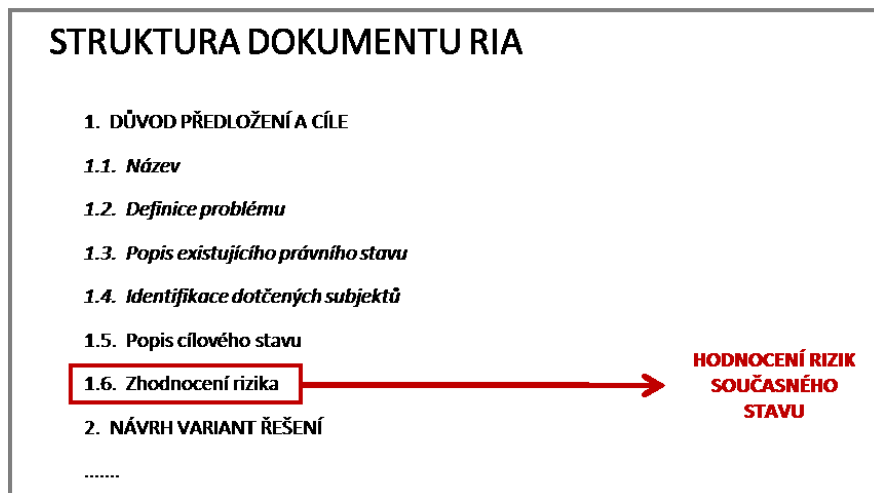 STRUKTURA DOKUMENTU RIA
1. DŮVOD PŘEDLOŽENÍ A CÍLE
1.1. Název
1.2. Definice problému
1.3. Popis existujícího právního stavu
1.4. Identifikace dotčených subjektů
1.5. Popis cílového stavu
1.6. Zhodnocení rizika
HODNOCENÍ RIZIK
SOUČASNÉHO
STAVU
2. NÁVRH VARIANT ŘEŠENÍ
.......